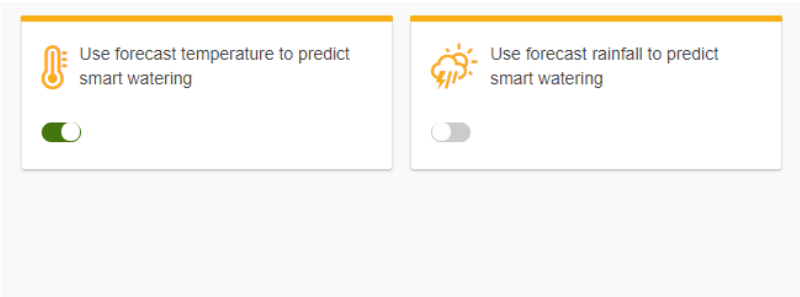 Use forecast temperature to predict
smart watering
Use forecast rainfall to predict
smart watering